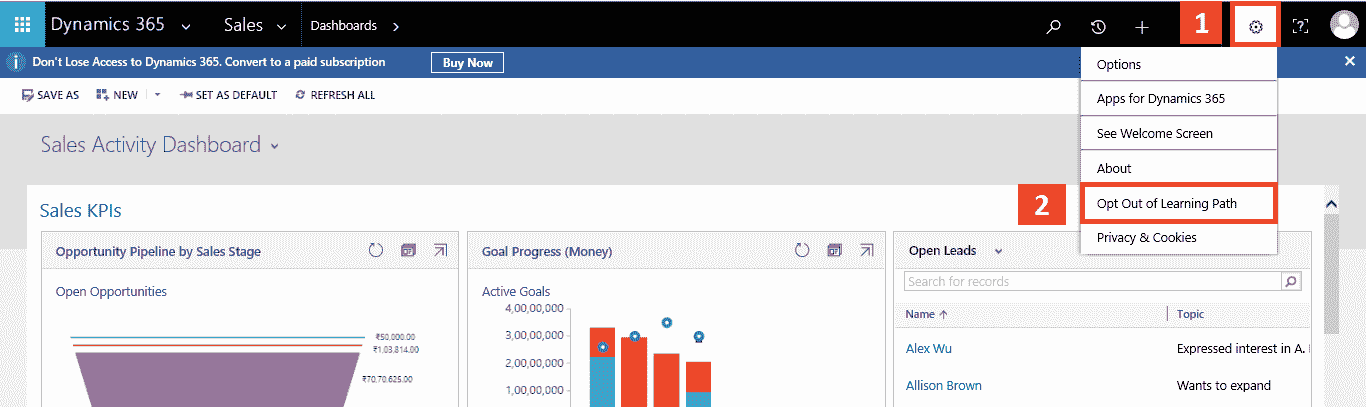 Dynamics 365 Sales Dashboards 1
Don't Lose Access to Dynamics 365. Convert to a paid subscription Buy Now
Options
Apps for Dynamics 365
See Welcome Screen
About
2 Opt Out of Learning Path
Privacy & Cookies
SAVE AS NEW SET AS DEFAULT REFRESH ALL
Sales Activity Dashboard
Sales KPIs
Opportunity Pipeline by Sales Stage
Open Opportunities
₹50,000.00
₹1,03,814.00
₹70,70,625.00
Goal Progress (Money)
Active Goals
4,00,00,000
3,00,00,000
2,00,00,000
1,00,00,000
Open Leads
Search for records
Name Topic
Alex Wu Expressed interest in A.
Allison Brown Wants to expand